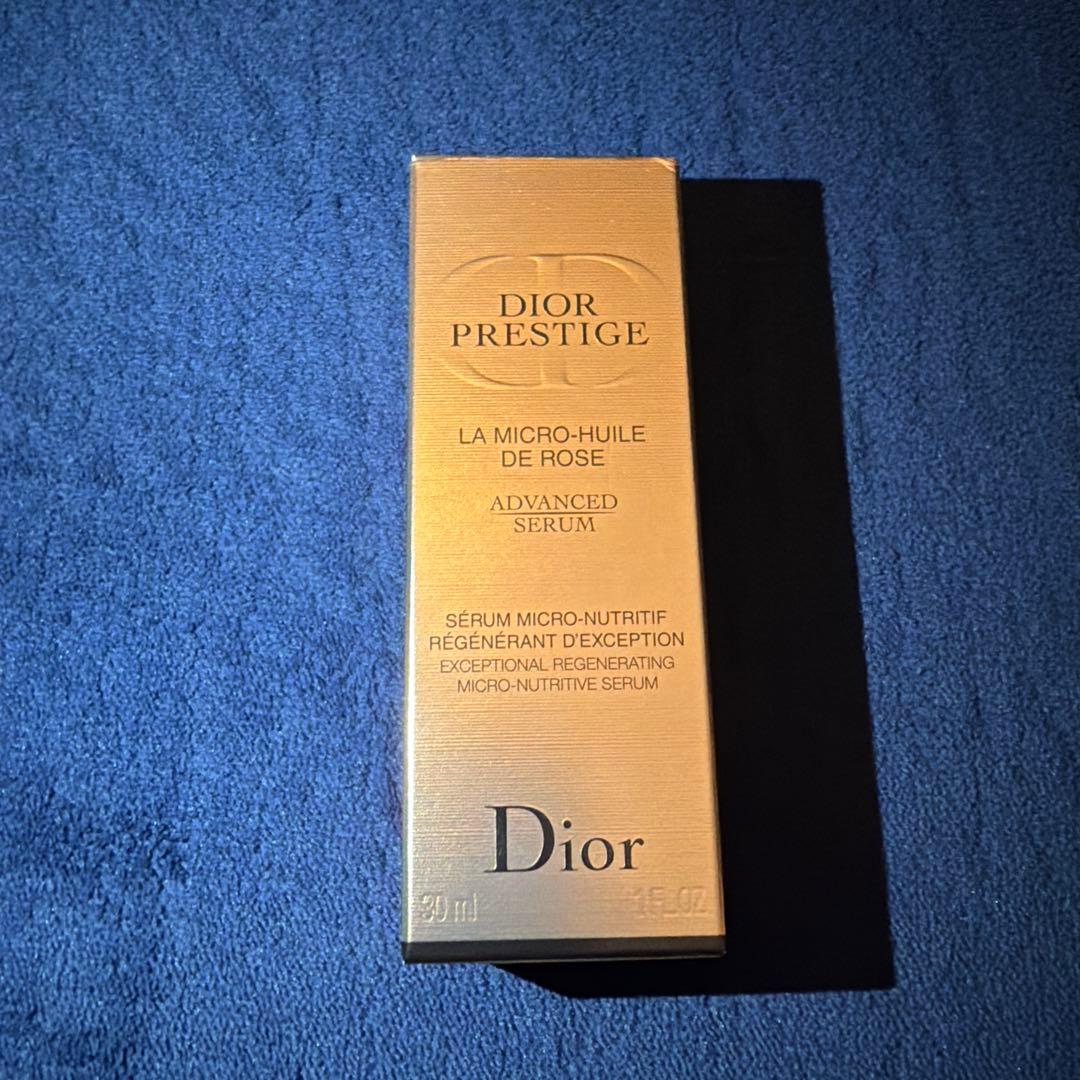 DIOR
PRESTIGE
LA MICRO-HUILE
DE ROSE
ADVANCED
SERUM
SÉRUM MICRO-NUTRITIF
RÉGÉNÉRANT D'EXCEPTION
EXCEPTIONAL REGENERATING
MICRO-NUTRITIVE SERUM
Dior
30 ml 1 FL OZ